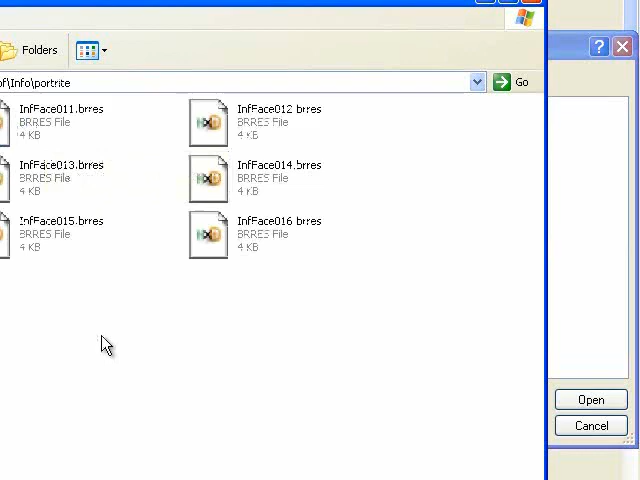 Folders
of\Info\portrite
Go
InfFace011.brres
BRRES File
4 KB
InfFace012.brres
BRRES File
4 KB
InfFace013.brres
BRRES File
4 KB
InfFace014.brres
BRRES File
4 KB
InfFace015.brres
BRRES File
4 KB
InfFace016.brres
BRRES File
4 KB
Open
Cancel